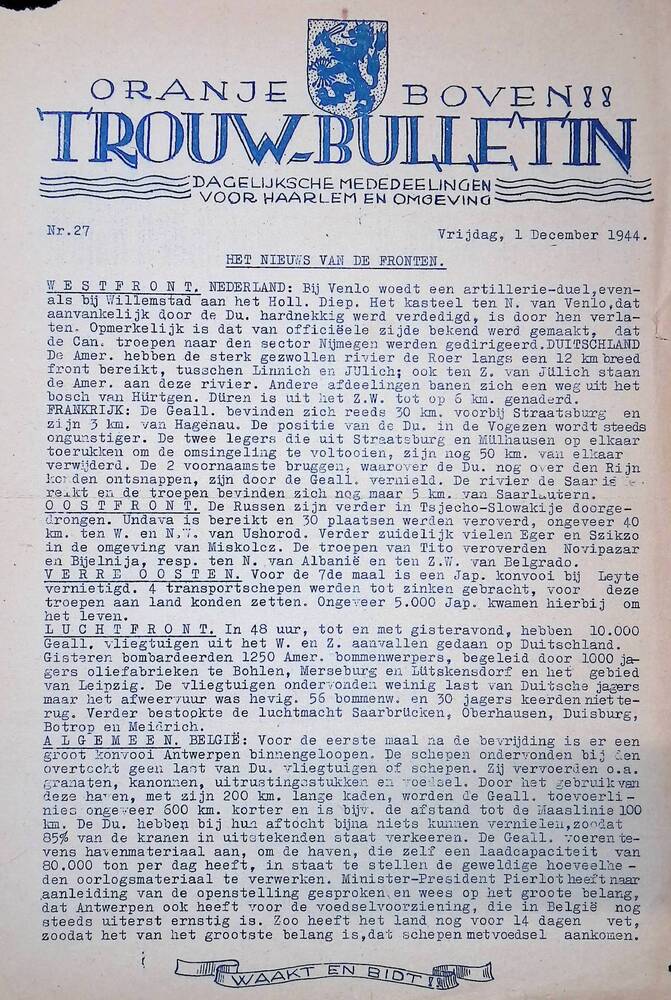 ORANJE BOVEN!!
TROUW-BULLETIN
DAGELIJKSCHE MEDEDEELINGEN
VOOR HAARLEM EN OMGEVING
Nr.27 Vrijdag, 1 December 1944.
HET NIEUWS VAN DE FRONTEN.
WESTFRONT. NEDERLAND: Bij Venlo woedt een artillerie-duel,even-
als bij Willemstad aan het Holl. Diep. Het kasteel ten N. van Venlo,dat
aanvankelijk door de Du. hardnekkig werd verdedigd, is door hen verla-
ten. Opmerkelijk is dat van officiëele zijde bekend werd gemaakt, dat
de Can. troepen naar den sector Nijmegen werden gedirigeerd.DUITSCHLAND
De Amer. hebben de sterk gezwollen rivier de Roer langs een 12 km breed
front bereikt, tusschen Linnich en JUlich; ook ten Z. van Jülich staan
de Amer. aan deze rivier. Andere afdeelingen banen zich een weg uit het
bosch van Hürtgen. Düren is uit het Z.W. tot op 6 km. genaderd.
FRANKRIJK: De Geall. bevinden zich reeds 30 km. voorbij Straatsburg en
zijn 3 km. van Hagenau. De positie van de Du. in de Vogezen wordt steeds
ongunstiger. De twee legers die uit Straatsburg en Mülhausen op elkaar
toerukken om de omsingeling te voltooien, zijn nog 50 km. van elkaar
verwijderd. De 2 voornaamste bruggen, waarover de Du. nog over den Rijn
konden ontsnappen, zijn door de Geall. vernield. De rivier de Saar is
reikt en de troepen bevinden zich nog maar 5 km. van Saarlautern.
OOSTFRONT. De Russen zijn verder in Tsjecho-Slowakije doorge-
drongen. Undava is bereikt en 30 plaatsen werden veroverd, ongeveer 40
km. ten W. en N.W. van Ushorod. Verder zuidelijk vielen Eger en Szikzo
in de omgeving van Miskolcz. De troepen van Tito veroverden Novipazar
en Bijelnija, resp. ten N. van Albanië en ten Z.W. van Belgrado.
VERRE OOSTEN. Voor de 7de maal is een Jap. konvooi bij Leyte
vernietigd. 4 transportschepen werden tot zinken gebracht, voor deze
troepen aan land konden zetten. Ongeveer 5.000 Jap. kwamen hierbij om
het leven.
LUCHTFRONT. In 48 uur, tot en met gisteravond, hebben 10.000
Geall. vliegtuigen uit het W. en Z. aanvallen gedaan op Duitschland.
Gisteren bombardeerden 1250 Amer. bommenwerpers, begeleid door 1000 ja-
gers oliefabrieken te Bohlen, Merseburg en Lütskensdorf en het gebied
van Leipzig. De vliegtuigen ondervonden weinig last van Duitsche jagers
maar het afweervuur was hevig. 56 bommenw. en 30 jagers keerden niet te-
rug. Verder bestookte de luchtmacht Saarbrücken, Oberhausen, Duisburg,
Botrop en Meidrich.
ALGEMEEN. BELGIË: Voor de eerste maal na de bevrijding is er een
groot konvooi Antwerpen binnengeloopen. De schepen ondervonden bij den
overtocht geen last van Du. vliegtuigen of schepen. Zij vervoerden o.a.
granaten, kanonnen, uitrustingsstukken en voedsel. Door het gebruik van
deze haven, met zijn 200 km. lange kaden, worden de Geall. toevoerli-
nies ongeveer 600 km. korter en is bijv. de afstand tot de Maaslinie 100
km. De Du. hebben bij hun aftocht bijna niets kunnen vernielen,zoodat
85% van de kranen in uitstekenden staat verkeeren. De Geall. voeren te-
vens havenmateriaal aan, om de haven, die zelf een laadcapaciteit van
80.000 ton per dag heeft, in staat te stellen de geweldige hoeveelhe-
den oorlogsmateriaal te verwerken. Minister-President Pierlot heeft naar
aanleiding van de openstelling gesproken en wees op het groote belang,
dat Antwerpen ook heeft voor de voedselvoorziening, die in België nog
steeds uiterst ernstig is. Zoo heeft het land nog voor 14 dagen vet,
zoodat het van het grootste belang is,dat schepen met voedsel aankomen.
WAAKT EN BIDT!